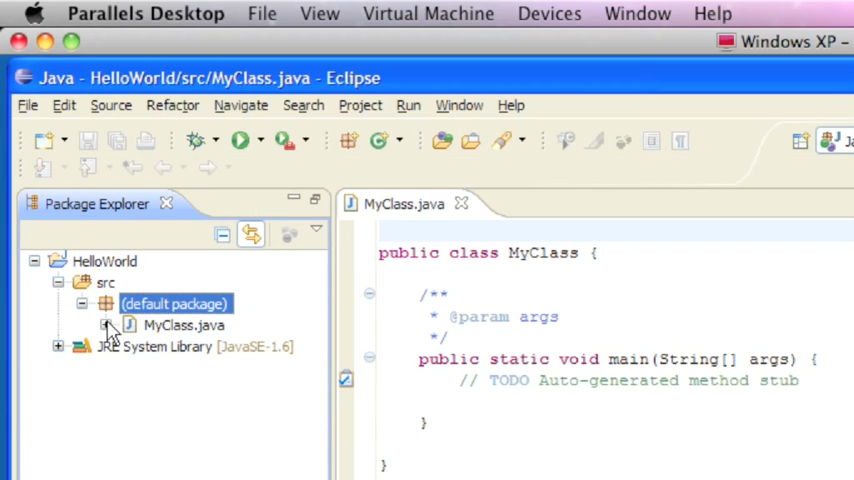 Parallels Desktop File View Virtual Machine Devices Window Help
Windows XP –
Java - HelloWorld/src/MyClass.java - Eclipse
File Edit Source Refactor Navigate Search Project Run Window Help
Package Explorer
MyClass.java
HelloWorld
src
(default package)
MyClass.java
JRE System Library [JavaSE-1.6]
public class MyClass {
/**
* @param args
*/
public static void main(String[] args) {
// TODO Auto-generated method stub
}
}